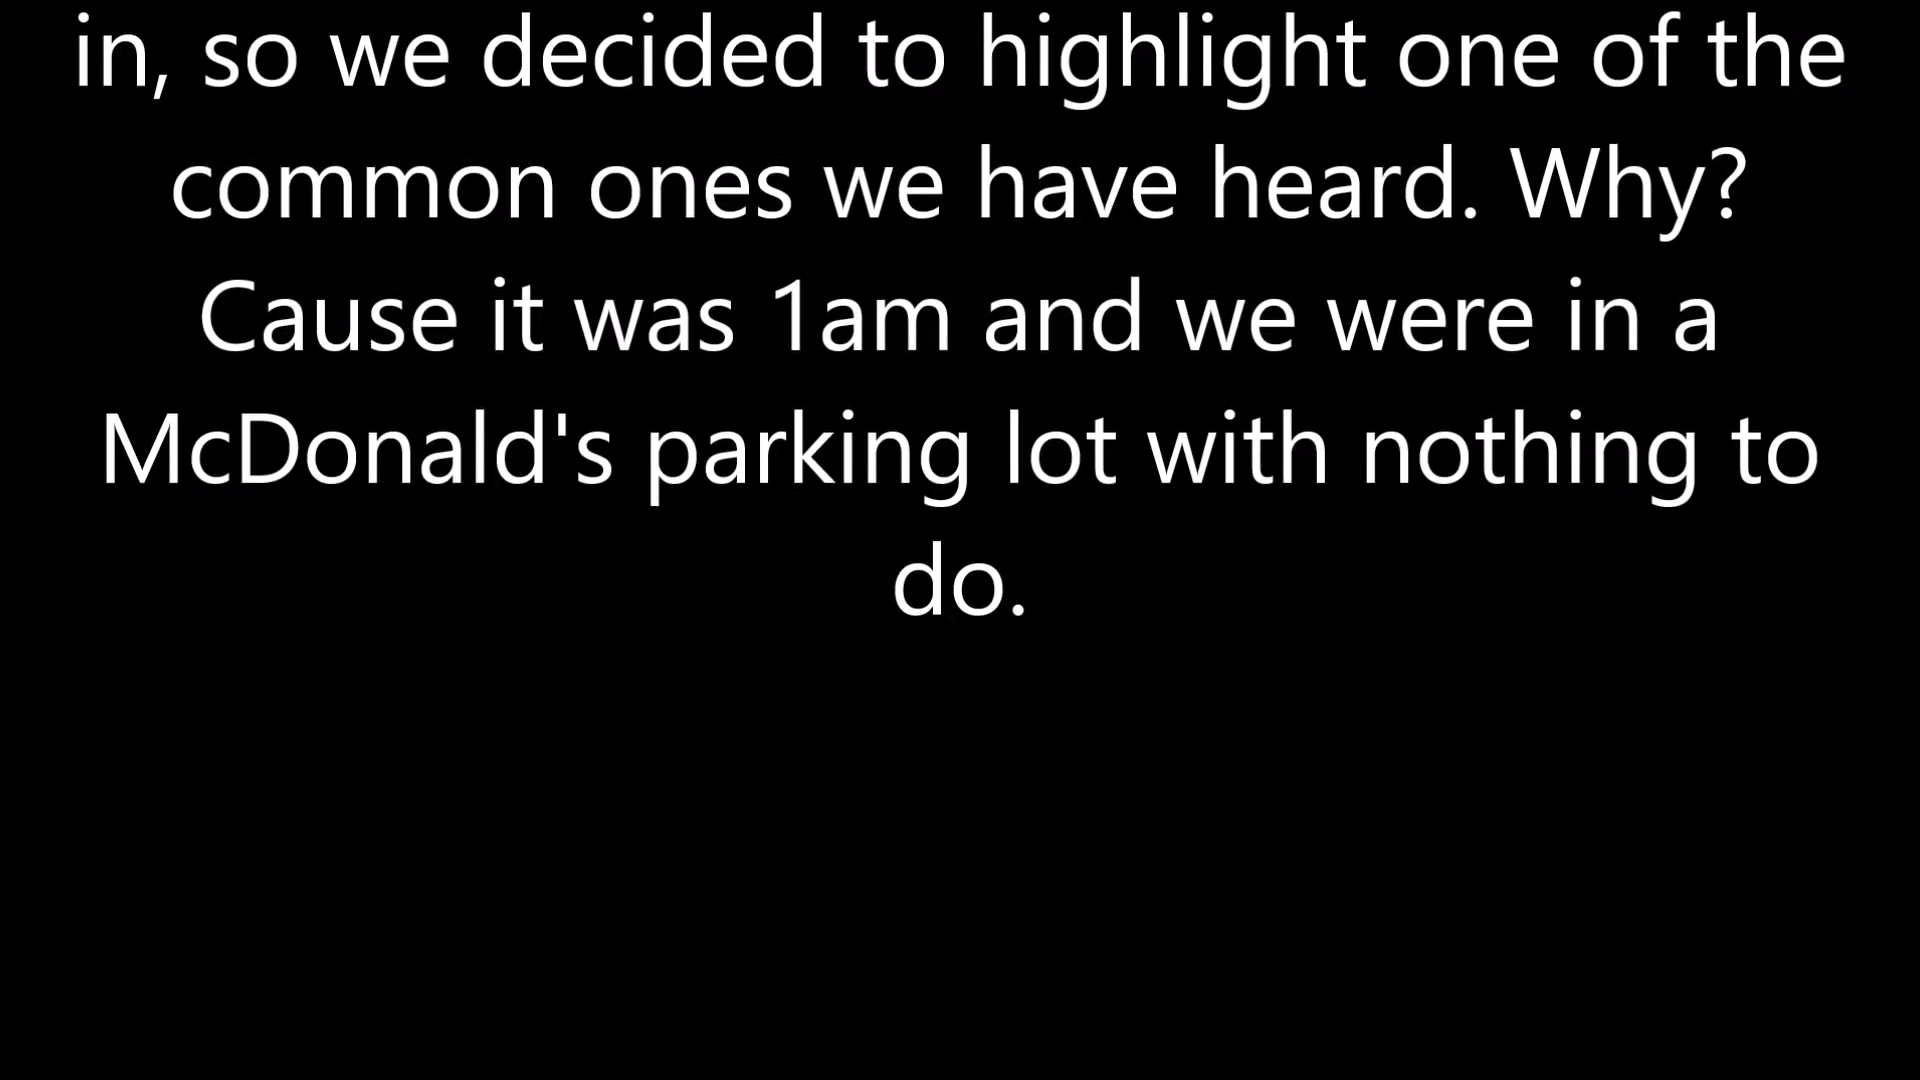 in, so we decided to highlight one of the
common ones we have heard. Why?
Cause it was 1am and we were in a
McDonald's parking lot with nothing to
do.